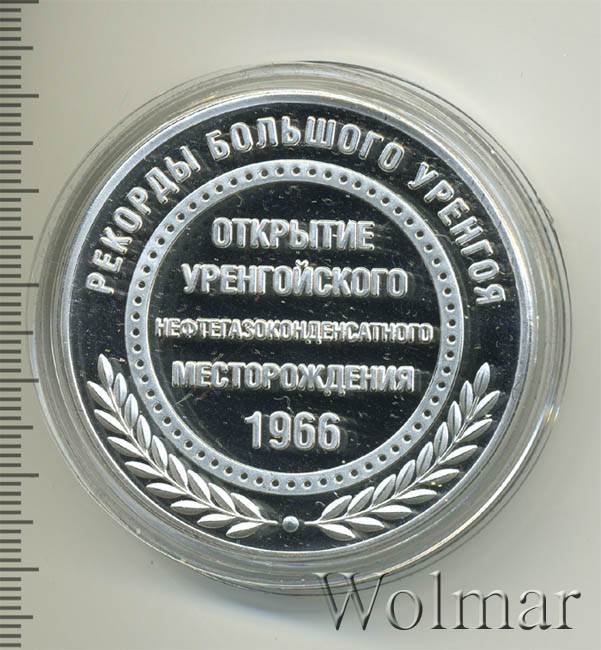 РЕКОРДЫ БОЛЬШОГО УРЕНГОЯ
ОТКРЫТИЕ
УРЕНГОЙСКОГО
НЕФТЕГАЗОКОНДЕНСАТНОГО
МЕСТОРОЖДЕНИЯ
1966
Wolmar